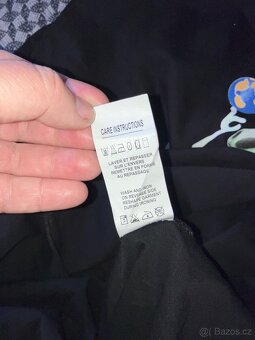 CARE INSTRUCTIONS
LAVER ET REPASSER
SUR L'ENVERS
REMETTRE EN FORME
AU REPASSAGE
WASH AND IRON
ON REVERSE SIDE
RESHAPE GARMENT
DURING IRONING
Bazos.cz